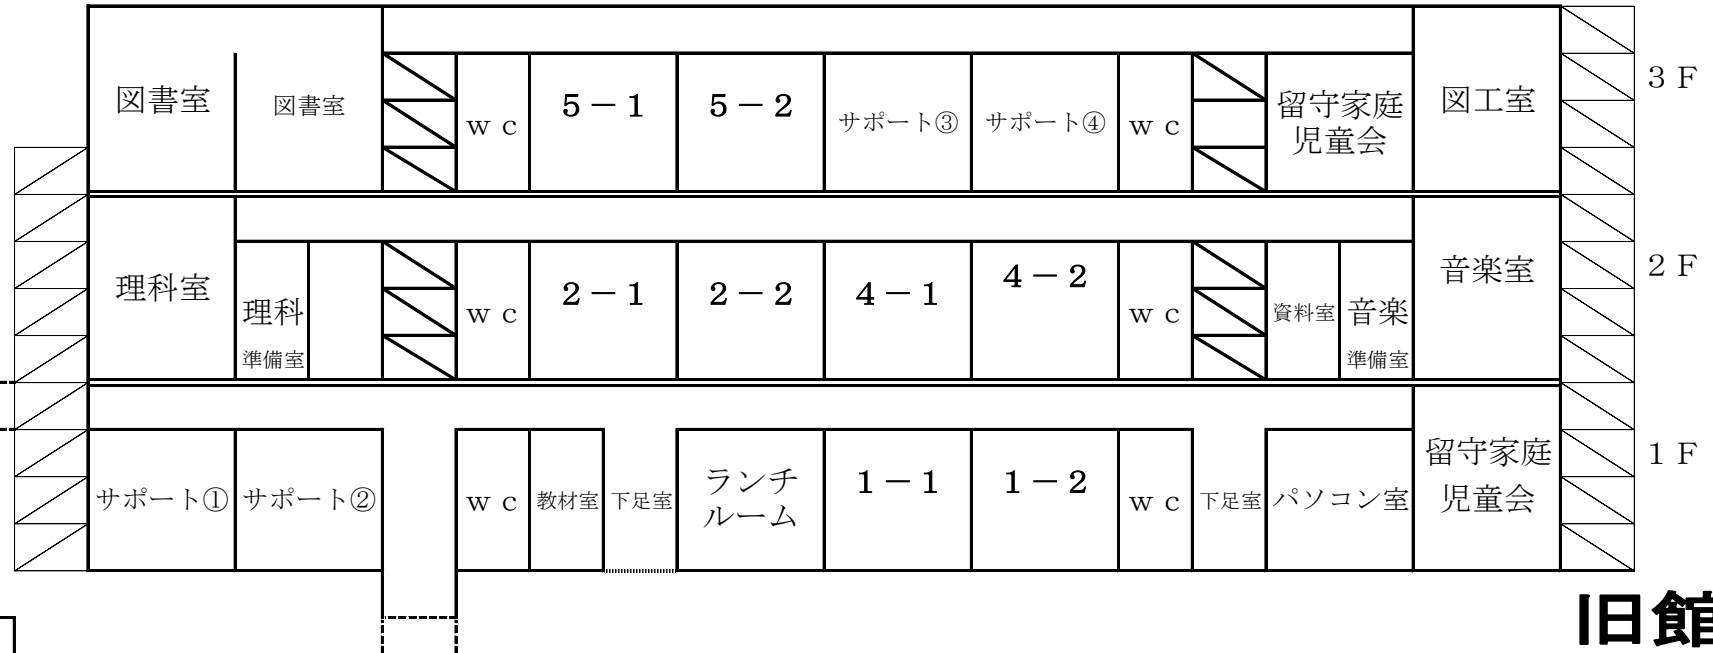 図書室
図書室
ｗｃ
５－１
５－２
サポート③
サポート④
ｗｃ
留守家庭
児童会
図工室
３Ｆ
理科室
理科
準備室
ｗｃ
２－１
２－２
４－１
４－２
ｗｃ
資料室
音楽
準備室
音楽室
２Ｆ
サポート①
サポート②
ｗｃ
教材室
下足室
ランチ
ルーム
１－１
１－２
ｗｃ
下足室
パソコン室
留守家庭
児童会
１Ｆ
旧館